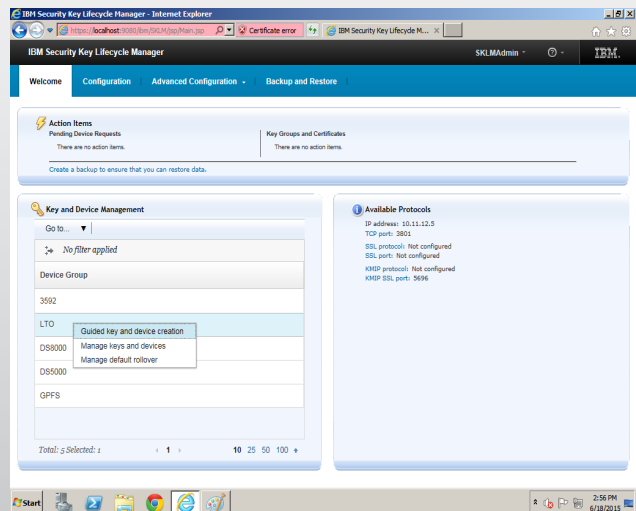 IBM Security Key Lifecycle Manager - Internet Explorer
https://localhost:9080/ibm/SKLM/jsp/Main.jsp Certificate error IBM Security Key Lifecycle M...
IBM Security Key Lifecycle Manager SKLMAdmin IBM.
Welcome Configuration Advanced Configuration Backup and Restore
Action Items
Pending Device Requests Key Groups and Certificates
There are no action items. There are no action items.
Create a backup to ensure that you can restore data.
Key and Device Management
Go to...
No filter applied
Device Group
3592
LTO
Guided key and device creation
DS8000 Manage keys and devices
Manage default rollover
DS5000
GPFS
Total: 5 Selected: 1 1 10 25 50 100
Available Protocols
IP address: 10.11.12.5
TCP port: 3801
SSL protocol: Not configured
SSL port: Not configured
KMIP protocol: Not configured
KMIP SSL port: 5696
Start 2:56 PM
6/18/2015